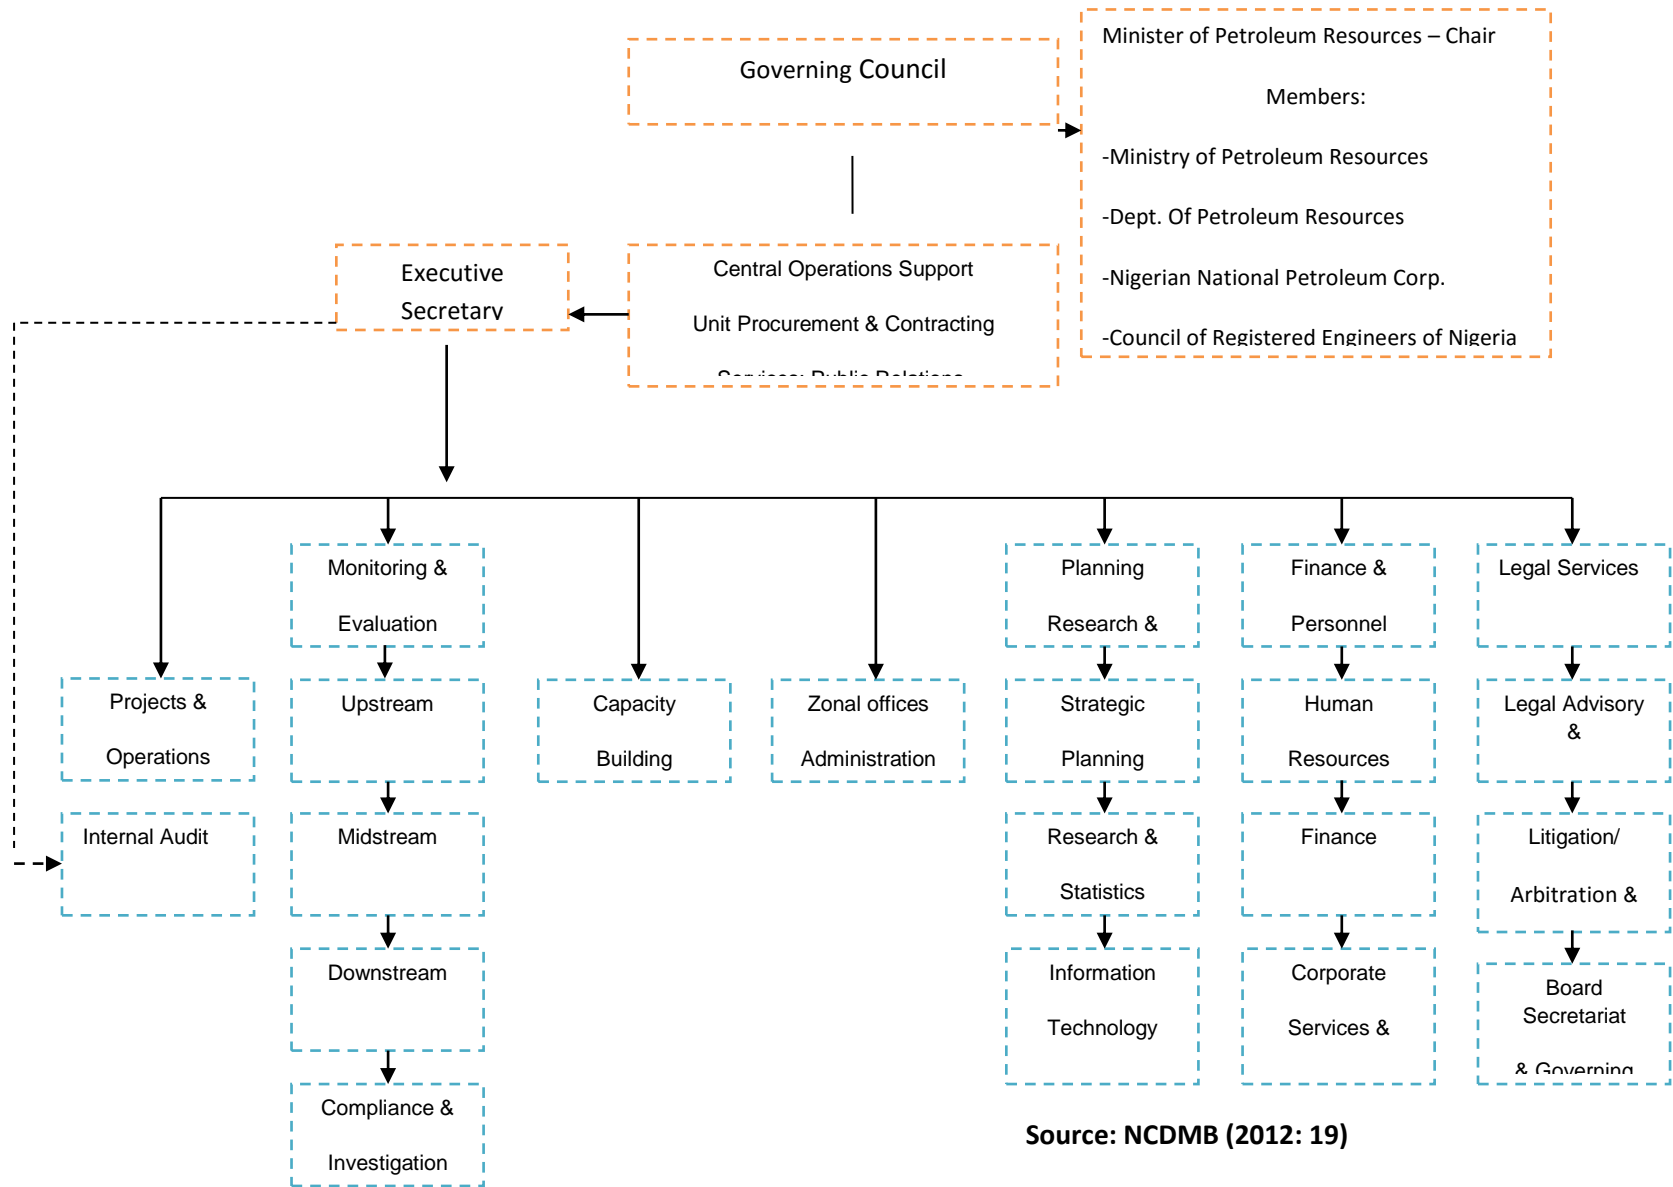 Governing Council
Minister of Petroleum Resources – Chair
Members:
-Ministry of Petroleum Resources
-Dept. Of Petroleum Resources
-Nigerian National Petroleum Corp.
-Council of Registered Engineers of Nigeria
Executive
Secretary
Central Operations Support
Unit Procurement & Contracting
Services: Public Relations
Monitoring &
Evaluation
Planning
Research &
Finance &
Personnel
Legal Services
Projects &
Operations
Upstream
Capacity
Building
Zonal offices
Administration
Strategic
Planning
Human
Resources
Legal Advisory
&
Internal Audit
Midstream
Research &
Statistics
Finance
Litigation/
Arbitration &
Downstream
Information
Technology
Corporate
Services &
Board
Secretariat
& Governing
Compliance &
Investigation
Source: NCDMB (2012: 19)